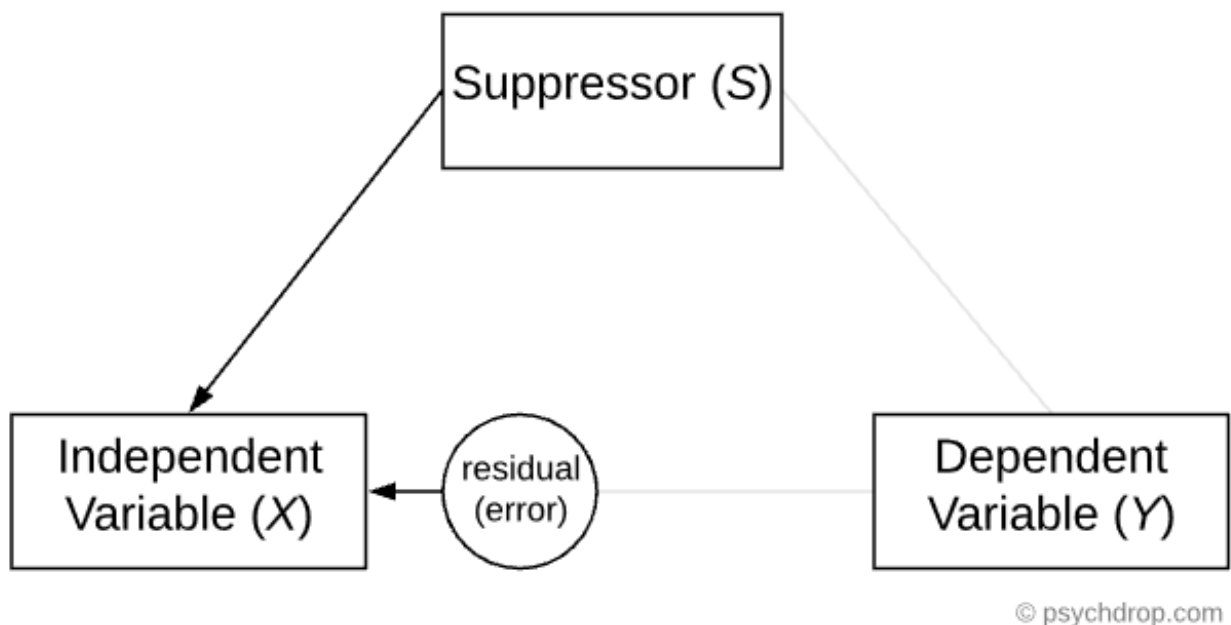 Suppressor (S)
Independent
Variable (X)
residual
(error)
Dependent
Variable (Y)
© psychdrop.com